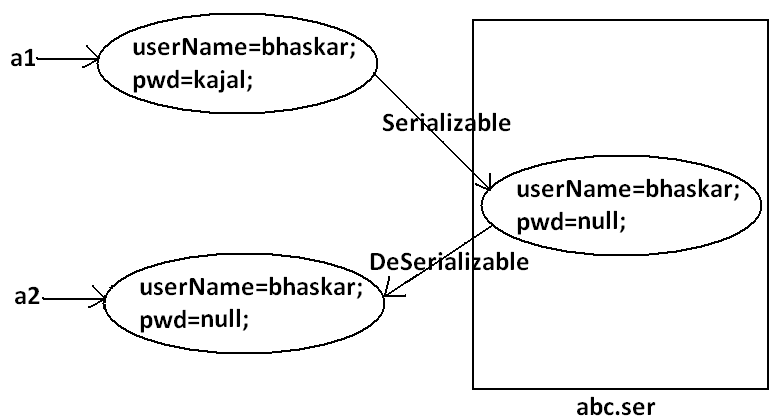 a1
userName=bhaskar;
pwd=kajal;
Serializable
userName=bhaskar;
pwd=null;
DeSerializable
a2
userName=bhaskar;
pwd=null;
abc.ser